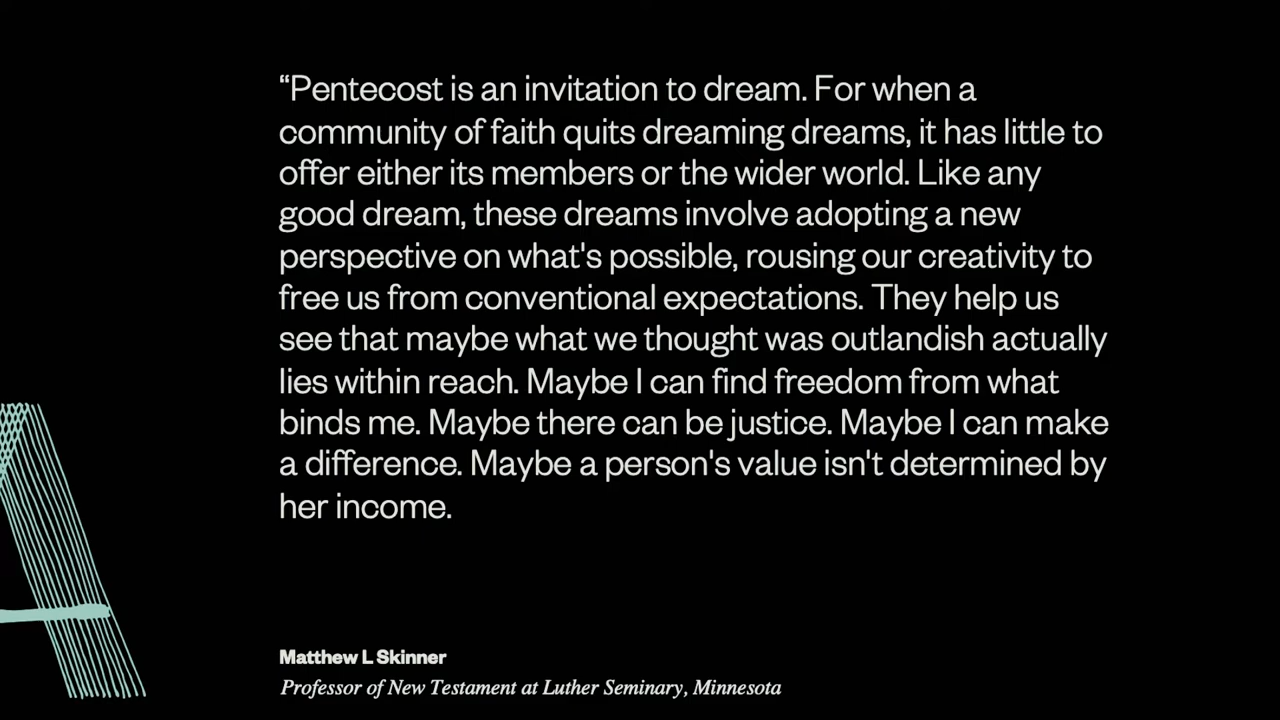 “Pentecost is an invitation to dream. For when a
community of faith quits dreaming dreams, it has little to
offer either its members or the wider world. Like any
good dream, these dreams involve adopting a new
perspective on what's possible, rousing our creativity to
free us from conventional expectations. They help us
see that maybe what we thought was outlandish actually
lies within reach. Maybe I can find freedom from what
binds me. Maybe there can be justice. Maybe I can make
a difference. Maybe a person's value isn't determined by
her income.
Matthew L Skinner
Professor of New Testament at Luther Seminary, Minnesota